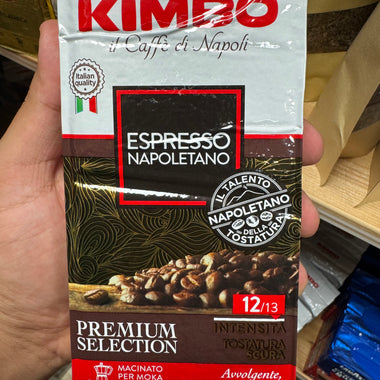 KIMBO
il Caffè di Napoli
Italian
quality
ESPRESSO
NAPOLETANO
IL TALENTO
NAPOLETANO
DELLA
TOSTATURA
12/13
INTENSITÀ
TOSTATURA
SCURA
PREMIUM
SELECTION
MACINATO
PER MOKA
Avvolgente,